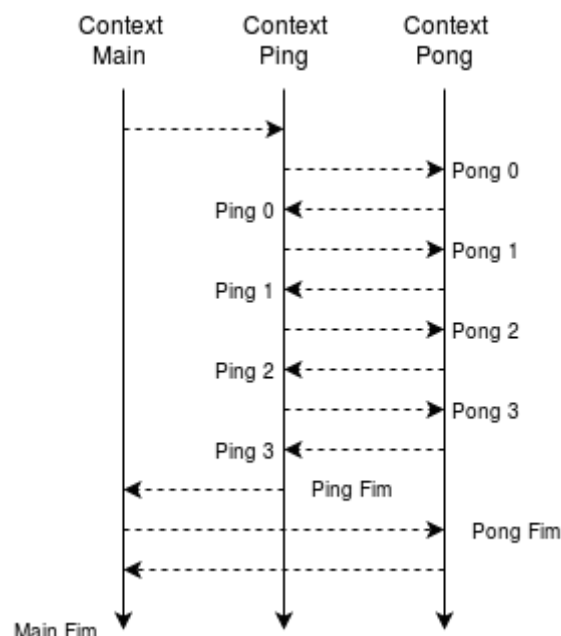 Context Main
Context Ping
Context Pong
Pong 0
Ping 0
Pong 1
Ping 1
Pong 2
Ping 2
Pong 3
Ping 3
Ping Fim
Pong Fim
Main Fim